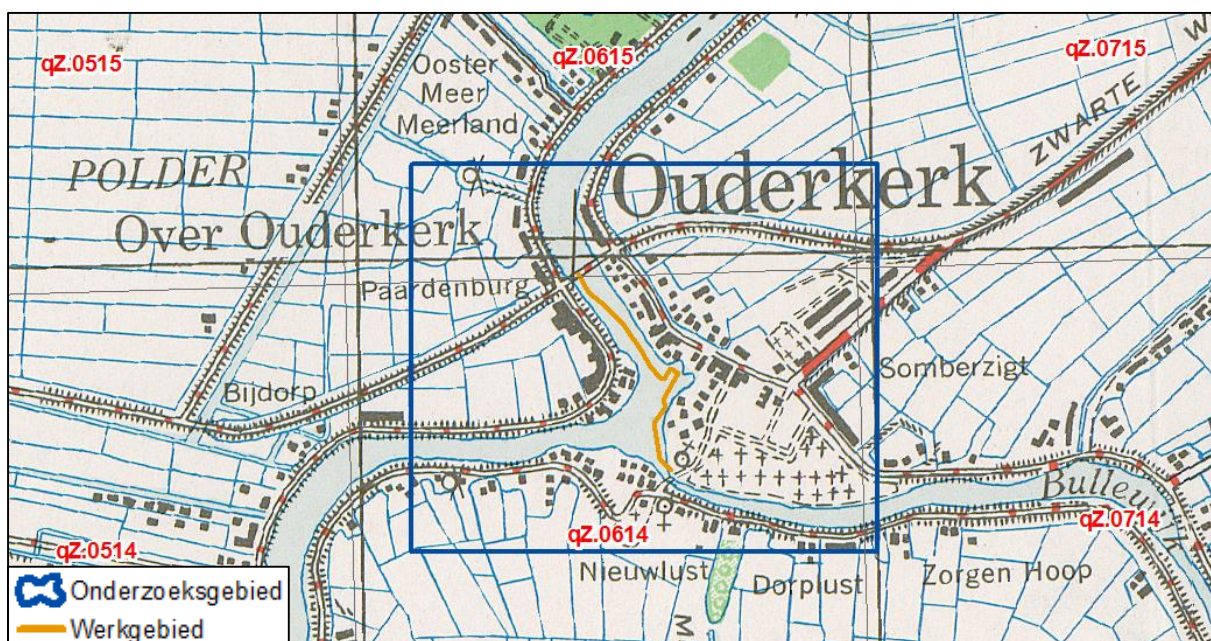 qZ.0515
qZ.0615
qZ.0715
Ooster
Meer
Meerland
ZWARTE
W
POLDER
Over Ouderkerk
Ouderkerk
Paardenburg
Bijdorp
Somberzigt
Bullewijk
qZ.0514
qZ.0614
qZ.0714
Nieuwlust
Dorplust
Zorgen Hoop
M
Onderzoeksgebied
Werkgebied